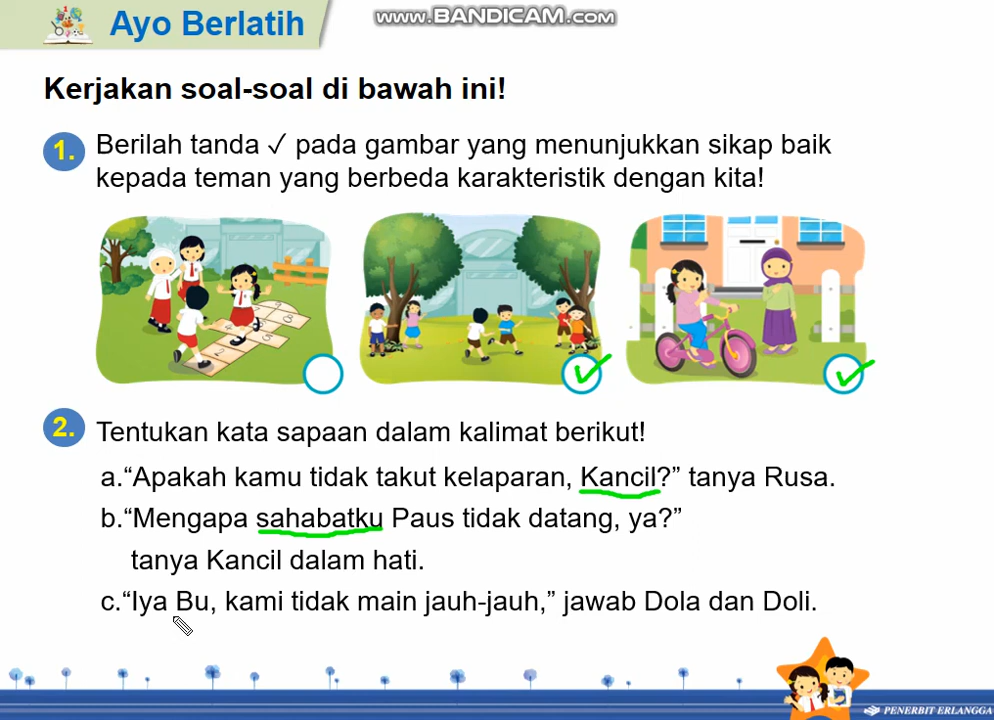 www.BANDICAM.com
Ayo Berlatih
Kerjakan soal-soal di bawah ini!
1. Berilah tanda ✓ pada gambar yang menunjukkan sikap baik
kepada teman yang berbeda karakteristik dengan kita!
2. Tentukan kata sapaan dalam kalimat berikut!
a.“Apakah kamu tidak takut kelaparan, Kancil?” tanya Rusa.
b.“Mengapa sahabatku Paus tidak datang, ya?”
tanya Kancil dalam hati.
c.“Iya Bu, kami tidak main jauh-jauh,” jawab Dola dan Doli.
PENERBIT ERLANGGA